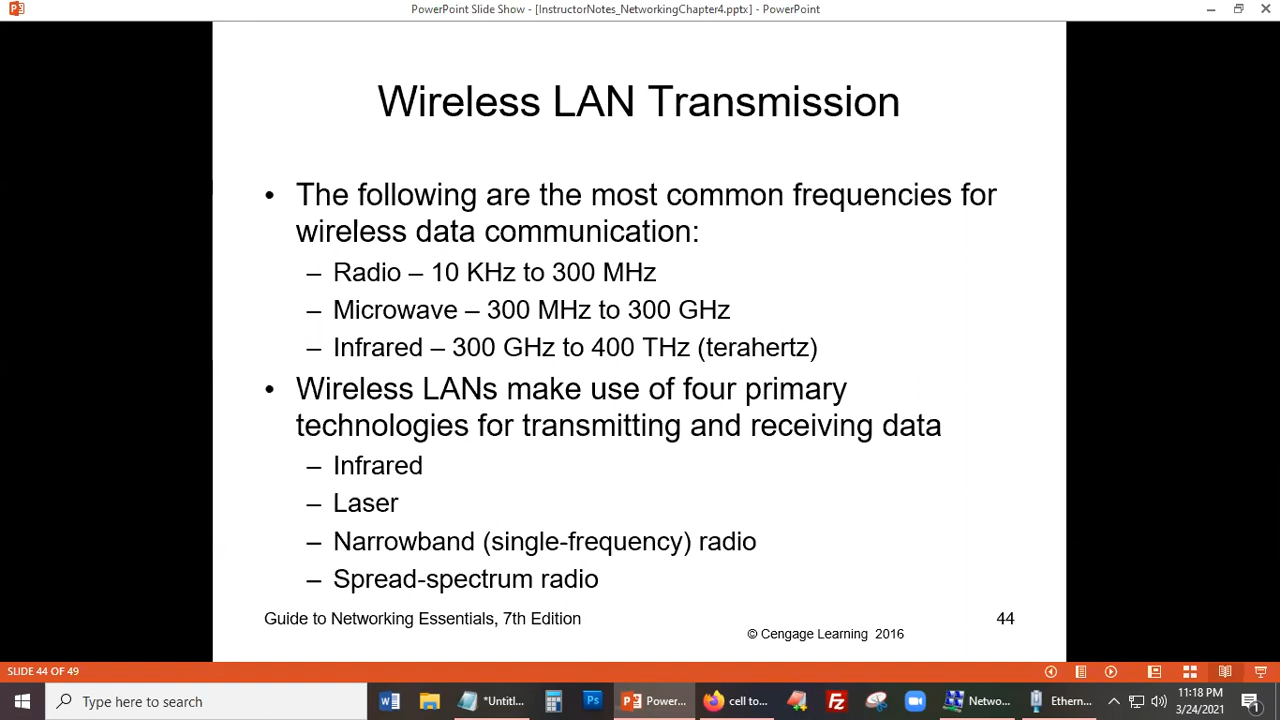 PowerPoint Slide Show - [InstructorNotes_NetworkingChapter4.pptx] - PowerPoint
Wireless LAN Transmission
• The following are the most common frequencies for
wireless data communication:
– Radio – 10 KHz to 300 MHz
– Microwave – 300 MHz to 300 GHz
– Infrared – 300 GHz to 400 THz (terahertz)
• Wireless LANs make use of four primary
technologies for transmitting and receiving data
– Infrared
– Laser
– Narrowband (single-frequency) radio
– Spread-spectrum radio
Guide to Networking Essentials, 7th Edition
44
© Cengage Learning 2016
SLIDE 44 OF 49
Type here to search
W
*Untitl...
Ps
Power...
cell to...
Fz
Netwo...
Ethern...
11:18 PM
3/24/2021
1